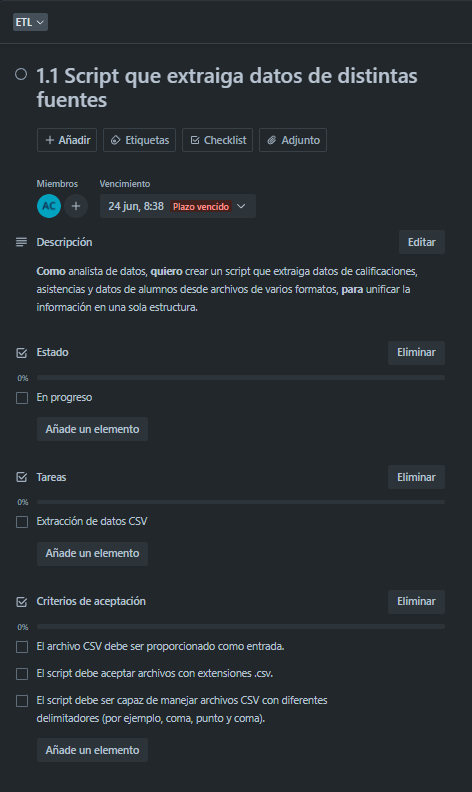 ETL
1.1 Script que extraiga datos de distintas
fuentes
+ Añadir
Etiquetas
Checklist
Adjunto
Miembros
Vencimiento
AC
+
24 jun, 8:38 Plazo vencido
Descripción
Editar
Como analista de datos, quiero crear un script que extraiga datos de calificaciones,
asistencias y datos de alumnos desde archivos de varios formatos, para unificar la
información en una sola estructura.
Estado
Eliminar
0%
En progreso
Añade un elemento
Tareas
Eliminar
0%
Extracción de datos CSV
Añade un elemento
Criterios de aceptación
Eliminar
0%
El archivo CSV debe ser proporcionado como entrada.
El script debe aceptar archivos con extensiones .csv.
El script debe ser capaz de manejar archivos CSV con diferentes
delimitadores (por ejemplo, coma, punto y coma).
Añade un elemento